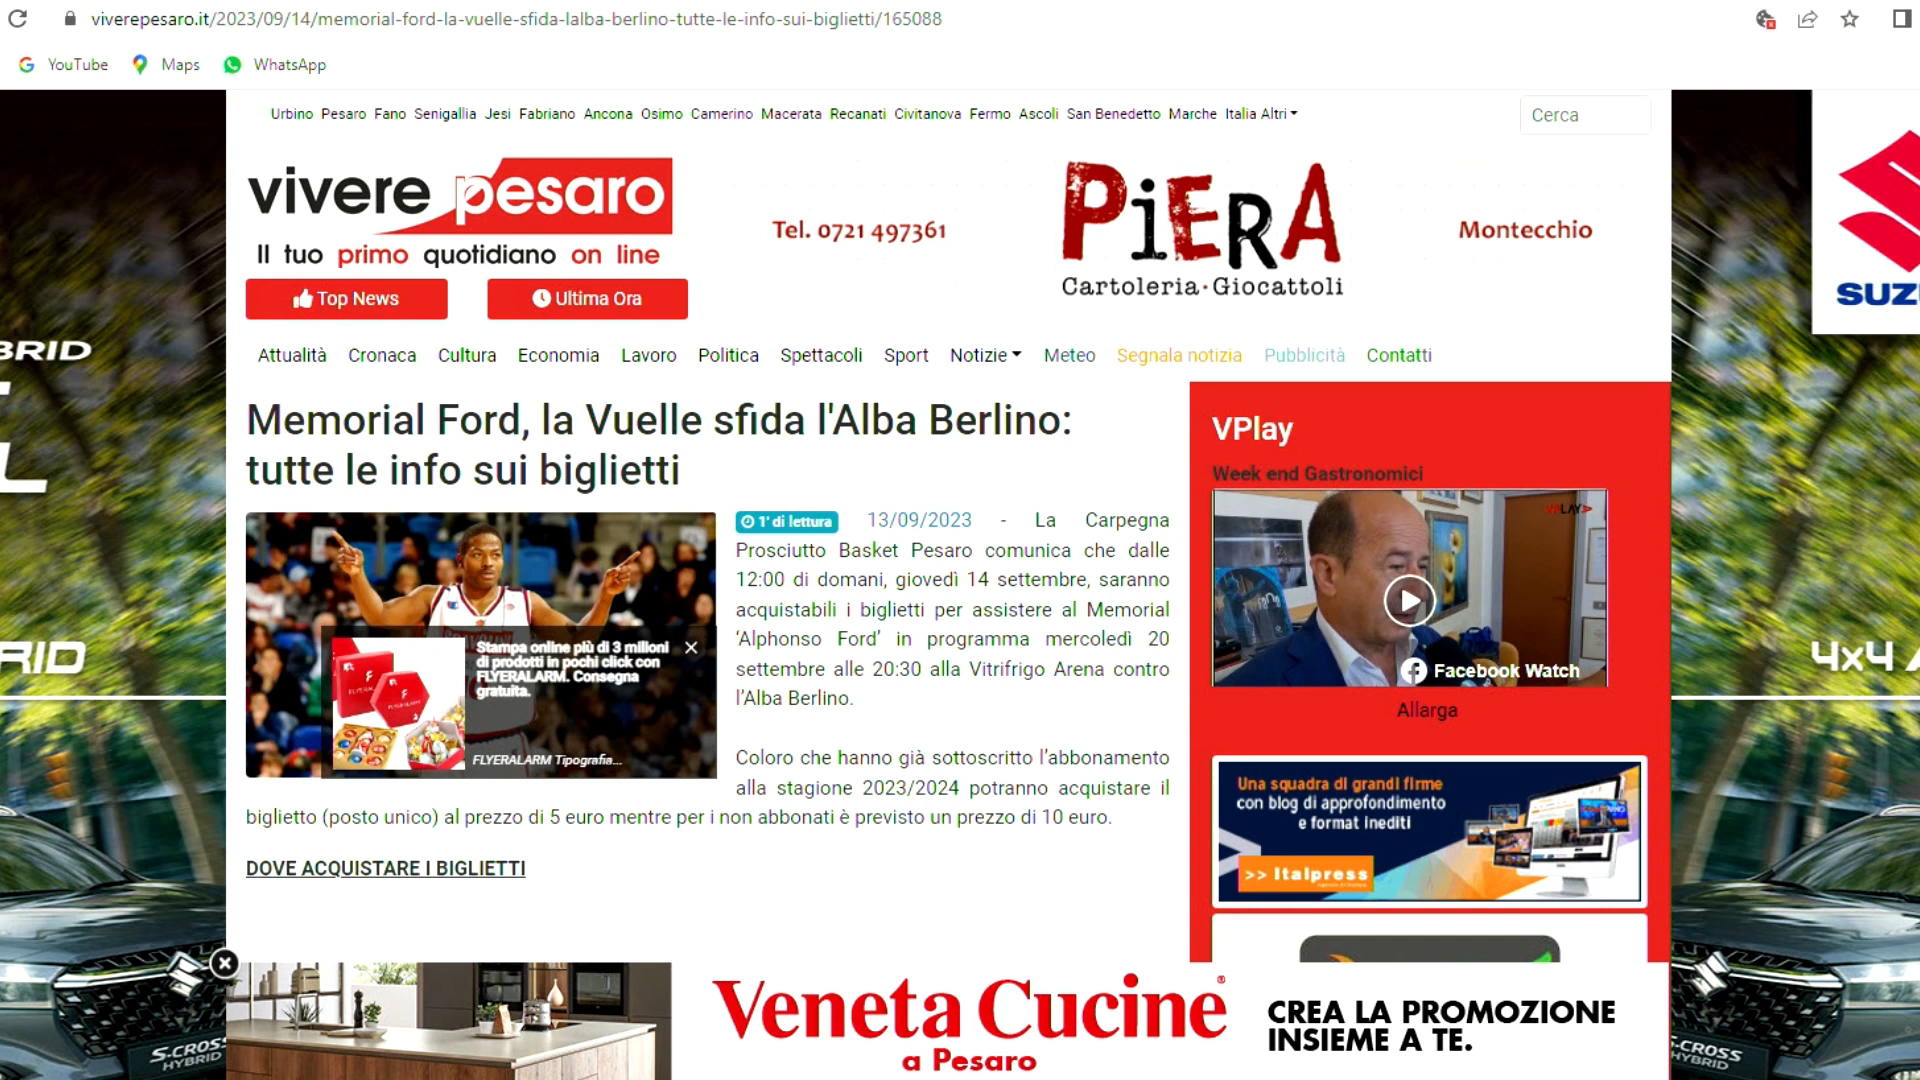 viverepesaro.it/2023/09/14/memorial-ford-la-vuelle-sfida-lalba-berlino-tutte-le-info-sui-biglietti/165088
YouTube Maps WhatsApp
Urbino Pesaro Fano Senigallia Jesi Fabriano Ancona Osimo Camerino Macerata Recanati Civitanova Fermo Ascoli San Benedetto Marche Italia Altri
Cerca
vivere pesaro
Il tuo primo quotidiano on line
Tel. 0721 497361
PiERA
Cartoleria·Giocattoli
Montecchio
SUZ
Top News
Ultima Ora
BRID
L
RID
4x4 A
Attualità Cronaca Cultura Economia Lavoro Politica Spettacoli Sport Notizie Meteo Segnala notizia Pubblicità Contatti
Memorial Ford, la Vuelle sfida l'Alba Berlino:
tutte le info sui biglietti
1' di lettura 13/09/2023 - La Carpegna
Prosciutto Basket Pesaro comunica che dalle
12:00 di domani, giovedì 14 settembre, saranno
acquistabili i biglietti per assistere al Memorial
‘Alphonso Ford’ in programma mercoledì 20
settembre alle 20:30 alla Vitrifrigo Arena contro
l’Alba Berlino.
Coloro che hanno già sottoscritto l’abbonamento
alla stagione 2023/2024 potranno acquistare il
biglietto (posto unico) al prezzo di 5 euro mentre per i non abbonati è previsto un prezzo di 10 euro.
DOVE ACQUISTARE I BIGLIETTI
Stampa online più di 3 milioni
di prodotti in pochi click con
FLYERALARM. Consegna
gratuita.
FLYERALARM Tipografia...
VPlay
Week end Gastronomici
VPLAY
Facebook Watch
Allarga
Una squadra di grandi firme
con blog di approfondimento
e format inediti
>> Italpress
Veneta Cucine®
a Pesaro
CREA LA PROMOZIONE
INSIEME A TE.
S-CROSS
HYBRID
-CROSS
HYBRID